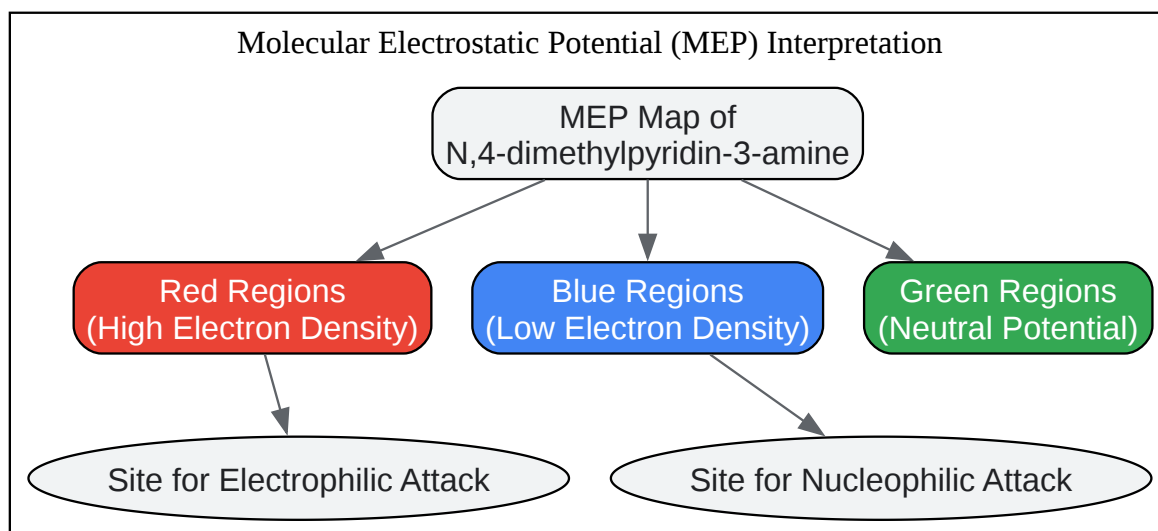 Molecular Electrostatic Potential (MEP) Interpretation
MEP Map of
N,4-dimethylpyridin-3-amine
Red Regions
(High Electron Density)
Blue Regions
(Low Electron Density)
Green Regions
(Neutral Potential)
Site for Electrophilic Attack
Site for Nucleophilic Attack